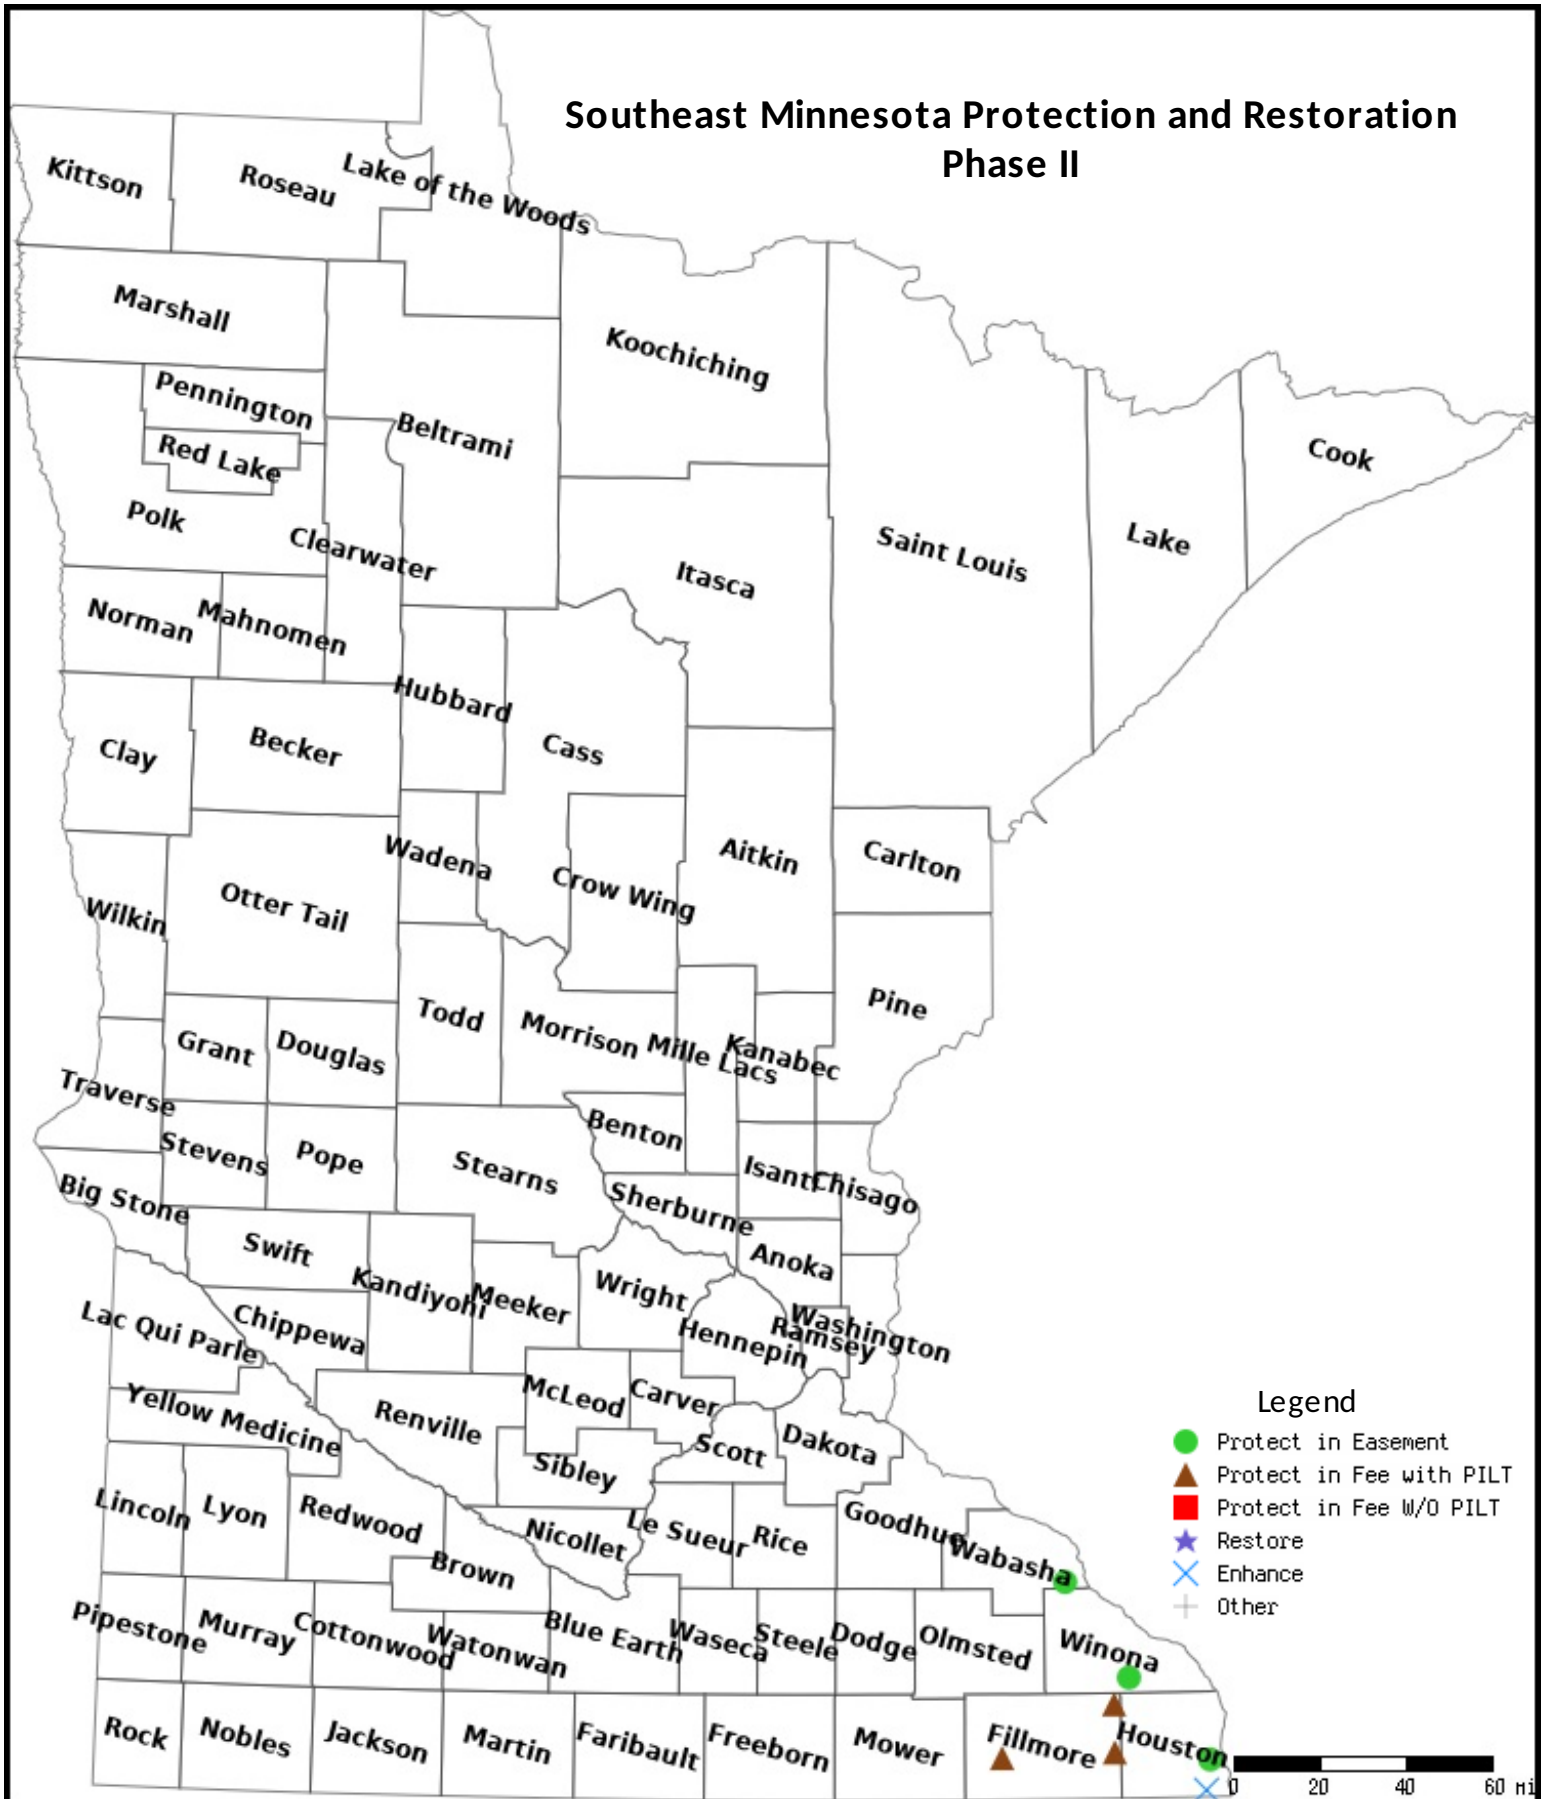 Southeast Minnesota Protection and Restoration
Phase II
Kittson
Roseau
Lake of the Woods
Marshall
Koochiching
Pennington
Beltrami
Red Lake
Cook
Polk
Clearwater
Itasca
Saint Louis
Lake
Norman
Mahnomen
Hubbard
Cass
Clay
Becker
Wadena
Aitkin
Carlton
Crow Wing
Otter Tail
Wilkin
Todd
Morrison
Mille Lacs
Kanabec
Pine
Grant
Douglas
Traverse
Stevens
Pope
Stearns
Benton
Isanti
Chisago
Big Stone
Sherburne
Swift
Anoka
Kandiyohi
Meeker
Wright
Lac Qui Parle
Chippewa
Hennepin
Ramsey
Washington
McLeod
Carver
Yellow Medicine
Renville
Scott
Dakota
Sibley
Lincoln
Lyon
Redwood
Nicollet
Le Sueur
Rice
Goodhue
Wabasha
Brown
Pipestone
Murray
Cottonwood
Watonwan
Blue Earth
Waseca
Steele
Dodge
Olmsted
Winona
Rock
Nobles
Jackson
Martin
Faribault
Freeborn
Mower
Fillmore
Houston
Legend
Protect in Easement
Protect in Fee with PILT
Protect in Fee W/O PILT
Restore
Enhance
Other
0 20 40 60 mi